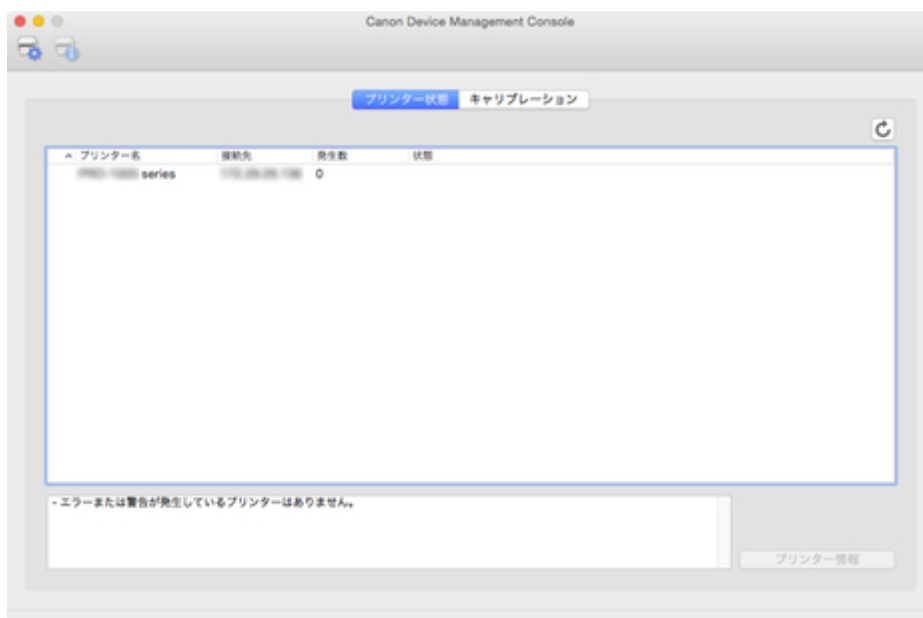 Canon Device Management Console
プリンター状態 キャリブレーション
プリンター名 接続先 発生数 状態
series 0
- エラーまたは警告が発生しているプリンターはありません。
プリンター情報